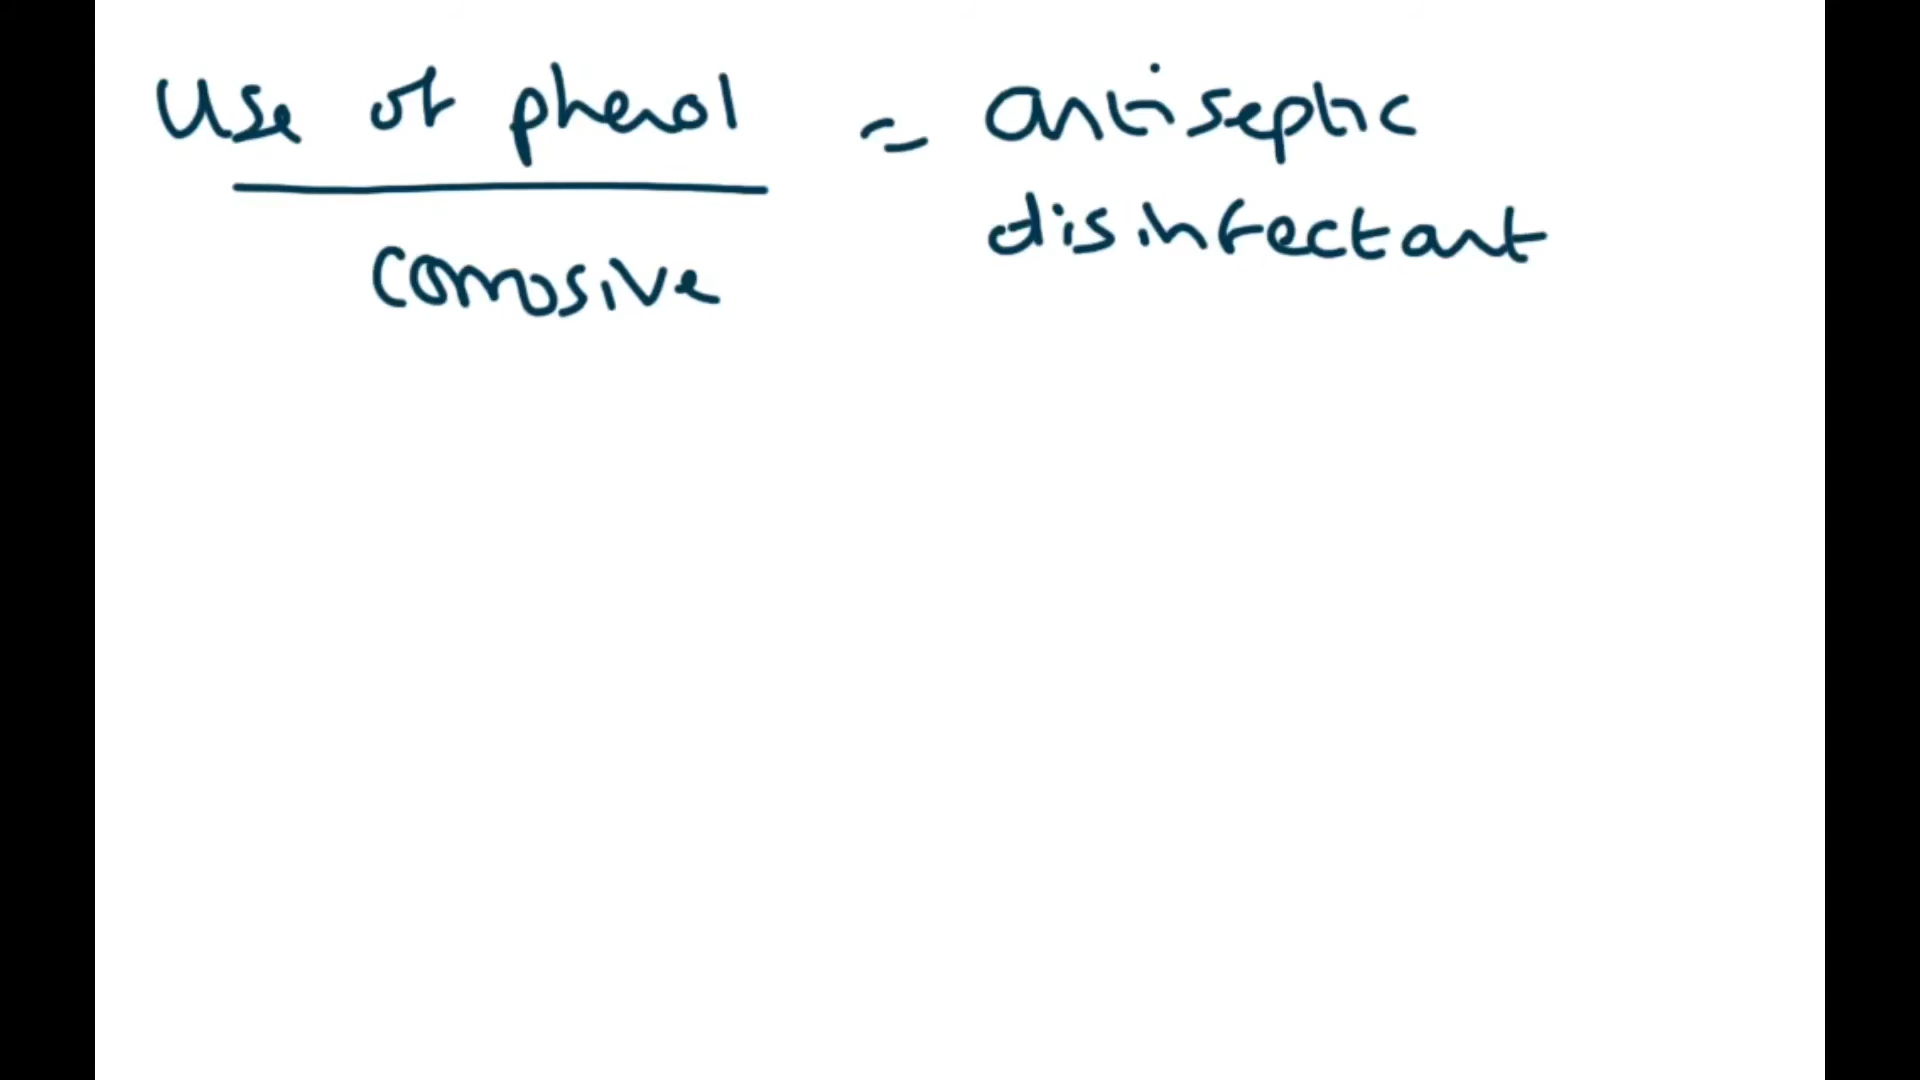 Use of phenol = antiseptic
disinfectant
corrosive